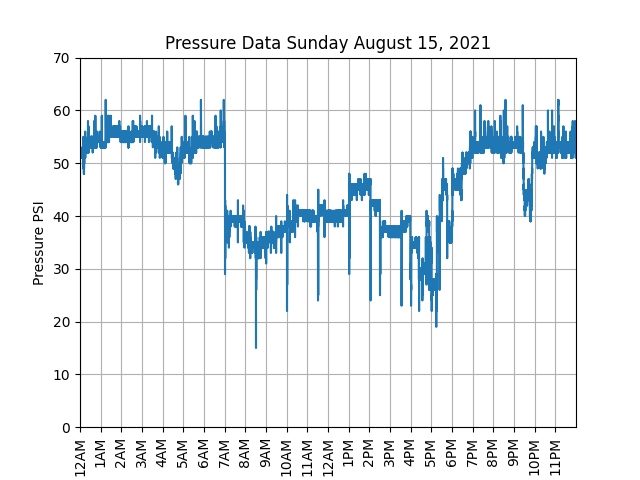 Pressure Data Sunday August 15, 2021
Pressure PSI
70
60
50
40
30
20
10
0
12AM
1AM
2AM
3AM
4AM
5AM
6AM
7AM
8AM
9AM
10AM
11AM
12AM
1PM
2PM
3PM
4PM
5PM
6PM
7PM
8PM
9PM
10PM
11PM